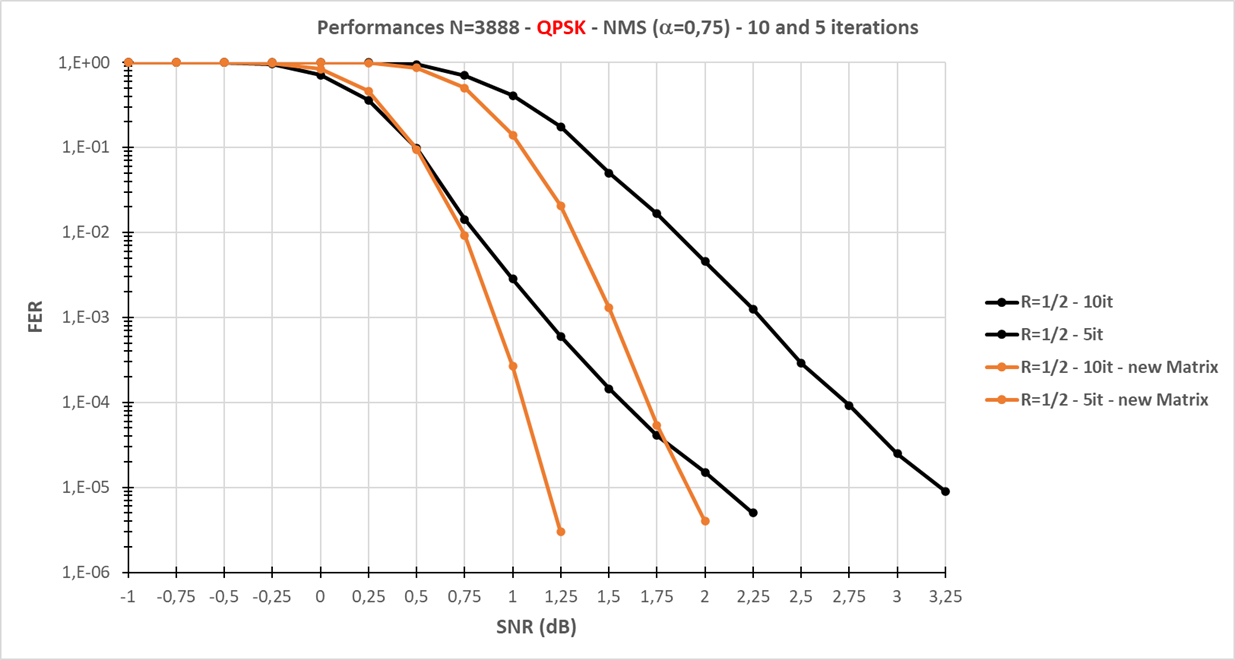 Performances N=3888 - QPSK - NMS (α=0,75) - 10 and 5 iterations
1,E+00
1,E-01
1,E-02
1,E-03
1,E-04
1,E-05
1,E-06
FER
-1 -0,75 -0,5 -0,25 0 0,25 0,5 0,75 1 1,25 1,5 1,75 2 2,25 2,5 2,75 3 3,25
SNR (dB)
R=1/2 - 10it
R=1/2 - 5it
R=1/2 - 10it - new Matrix
R=1/2 - 5it - new Matrix